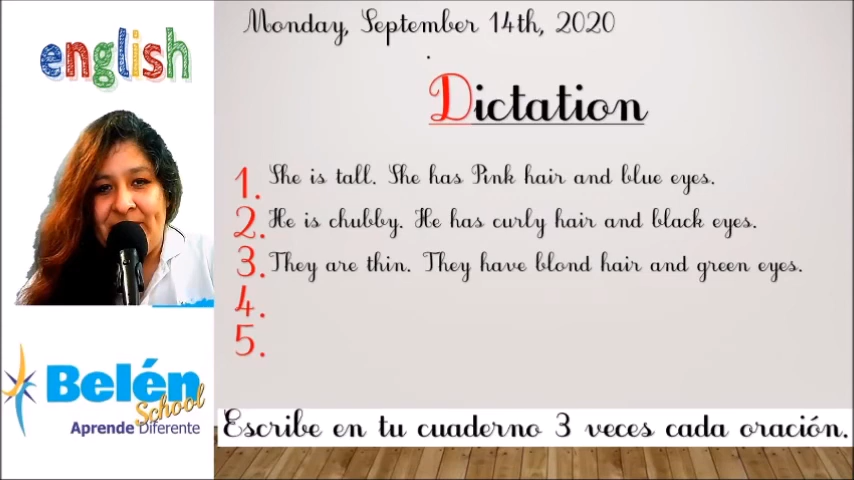 english
Monday, September 14th, 2020
Dictation
1. She is tall. She has Pink hair and blue eyes.
2. He is chubby. He has curly hair and black eyes.
3. They are thin. They have blond hair and green eyes.
4.
5.
Belén
School
Aprende Diferente
Escribe en tu cuaderno 3 veces cada oración.